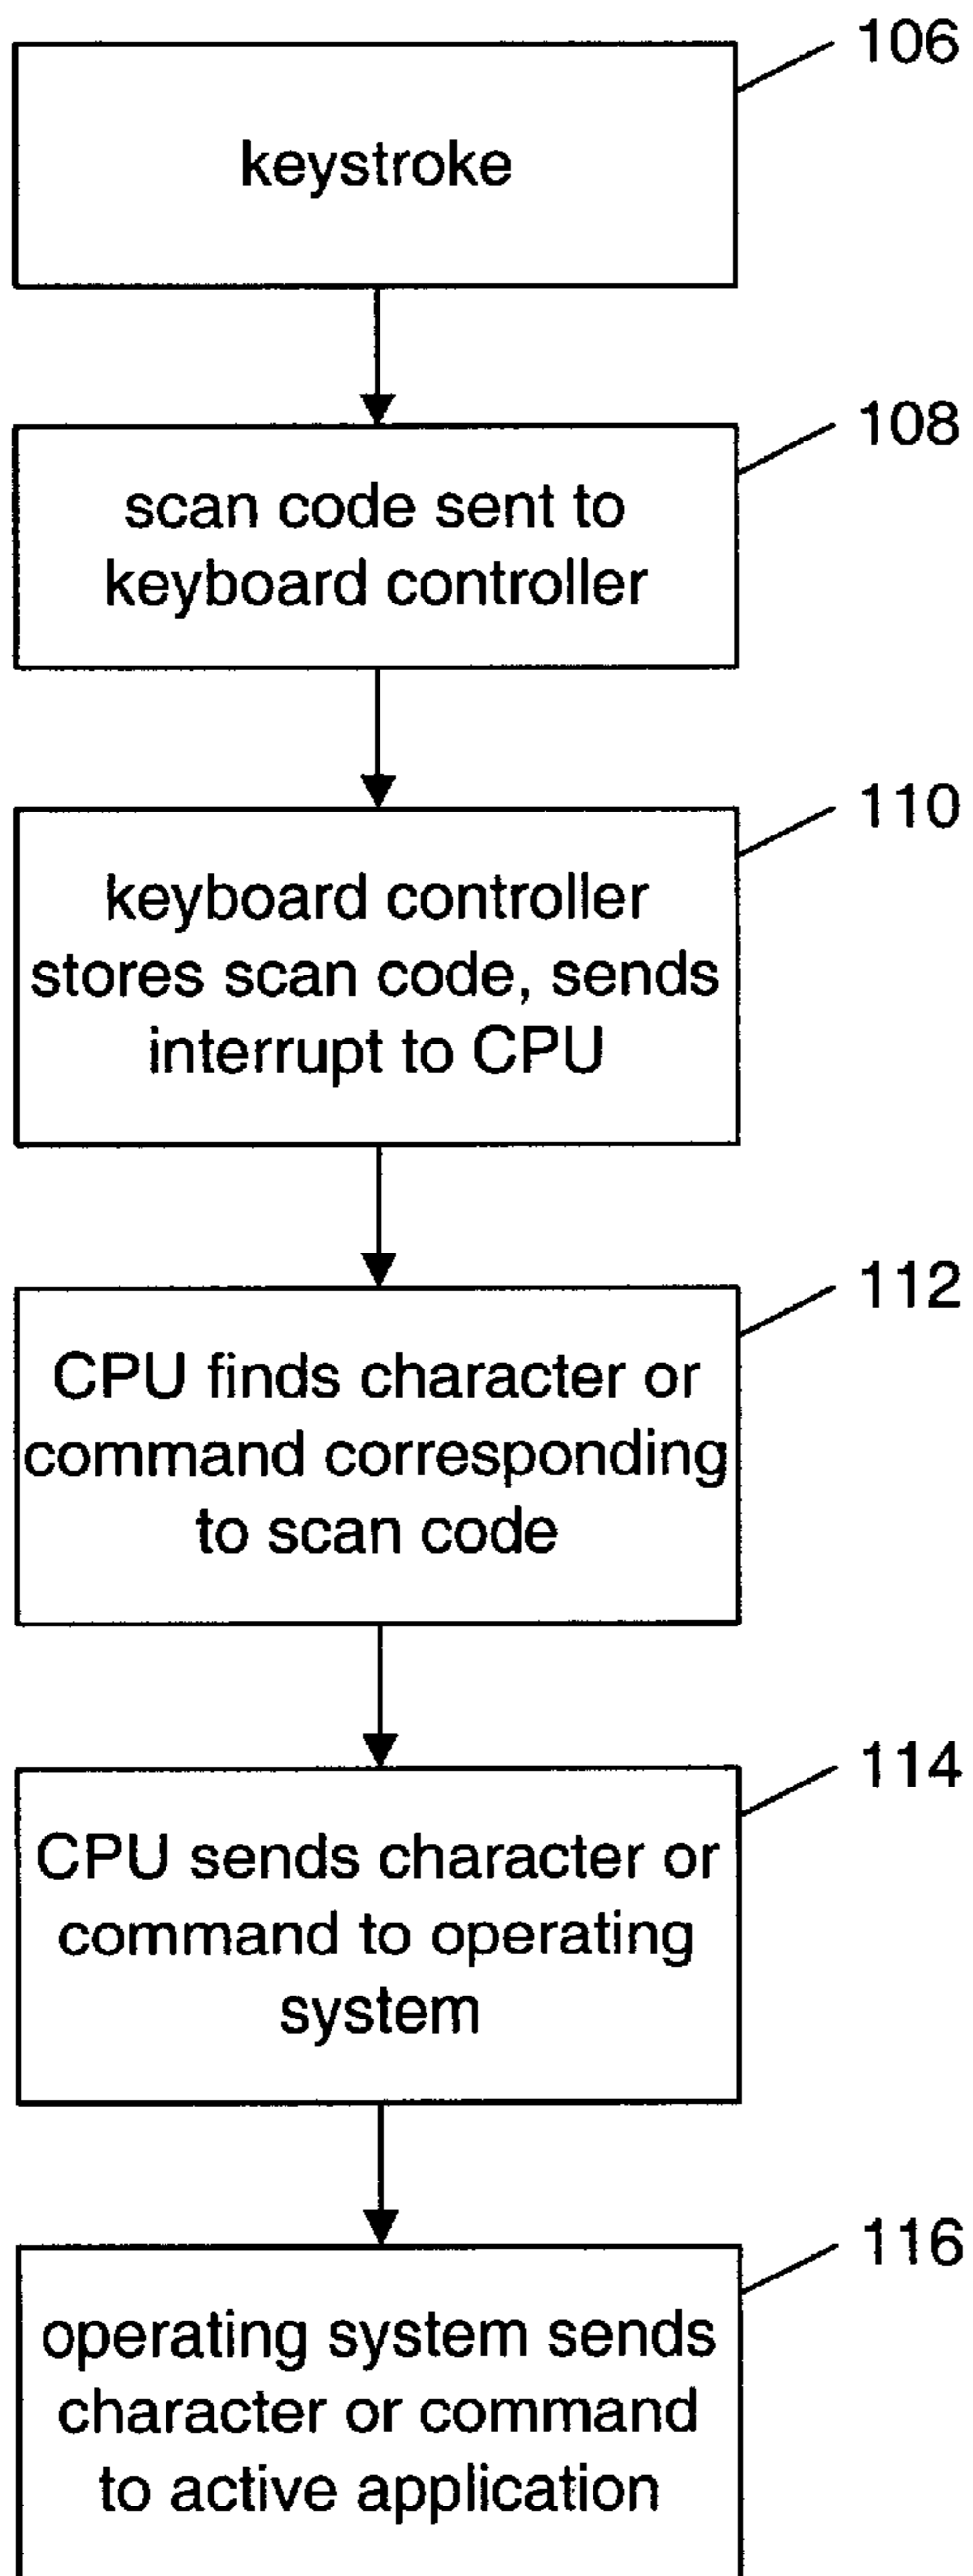 106
keystroke
108
scan code sent to
keyboard controller
110
keyboard controller
stores scan code, sends
interrupt to CPU
112
CPU finds character or
command corresponding
to scan code
114
CPU sends character or
command to operating
system
116
operating system sends
character or command
to active application